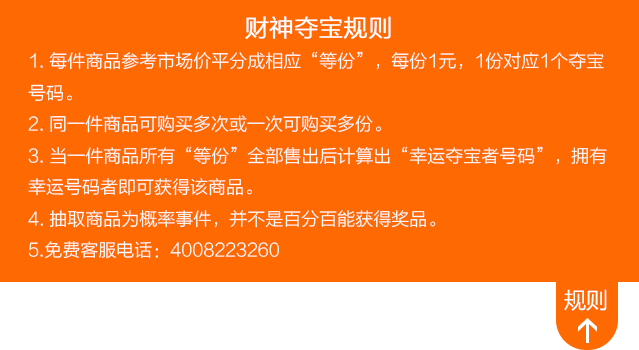 财神夺宝规则
1. 每件商品参考市场价平分成相应“等份”，每份1元，1份对应1个夺宝
号码。
2. 同一件商品可购买多次或一次可购买多份。
3. 当一件商品所有“等份”全部售出后计算出“幸运夺宝者号码”，拥有
幸运号码者即可获得该商品。
4. 抽取商品为概率事件，并不是百分百能获得奖品。
5.免费客服电话：4008223260
规则